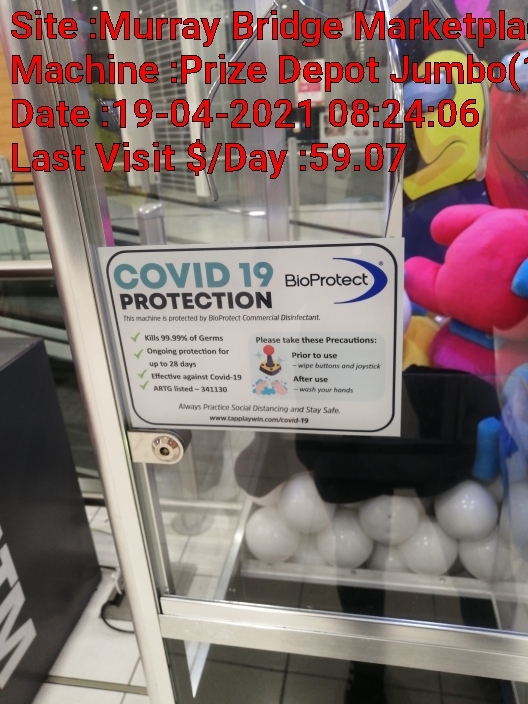 Site :Murray Bridge Marketpla
Machine :Prize Depot Jumbo(1
Date :19-04-2021 08:24:06
Last Visit $/Day :59.07
COVID 19
PROTECTION
BioProtect®
This machine is protected by BioProtect Commercial Disinfectant.
Kills 99.99% of Germs
Ongoing protection for
up to 28 days
Effective against Covid-19
ARTG listed – 341130
Please take these Precautions:
Prior to use
– wipe buttons and joystick
After use
– wash your hands
Always Practice Social Distancing and Stay Safe.
www.tapplaywin.com/covid-19
ATM